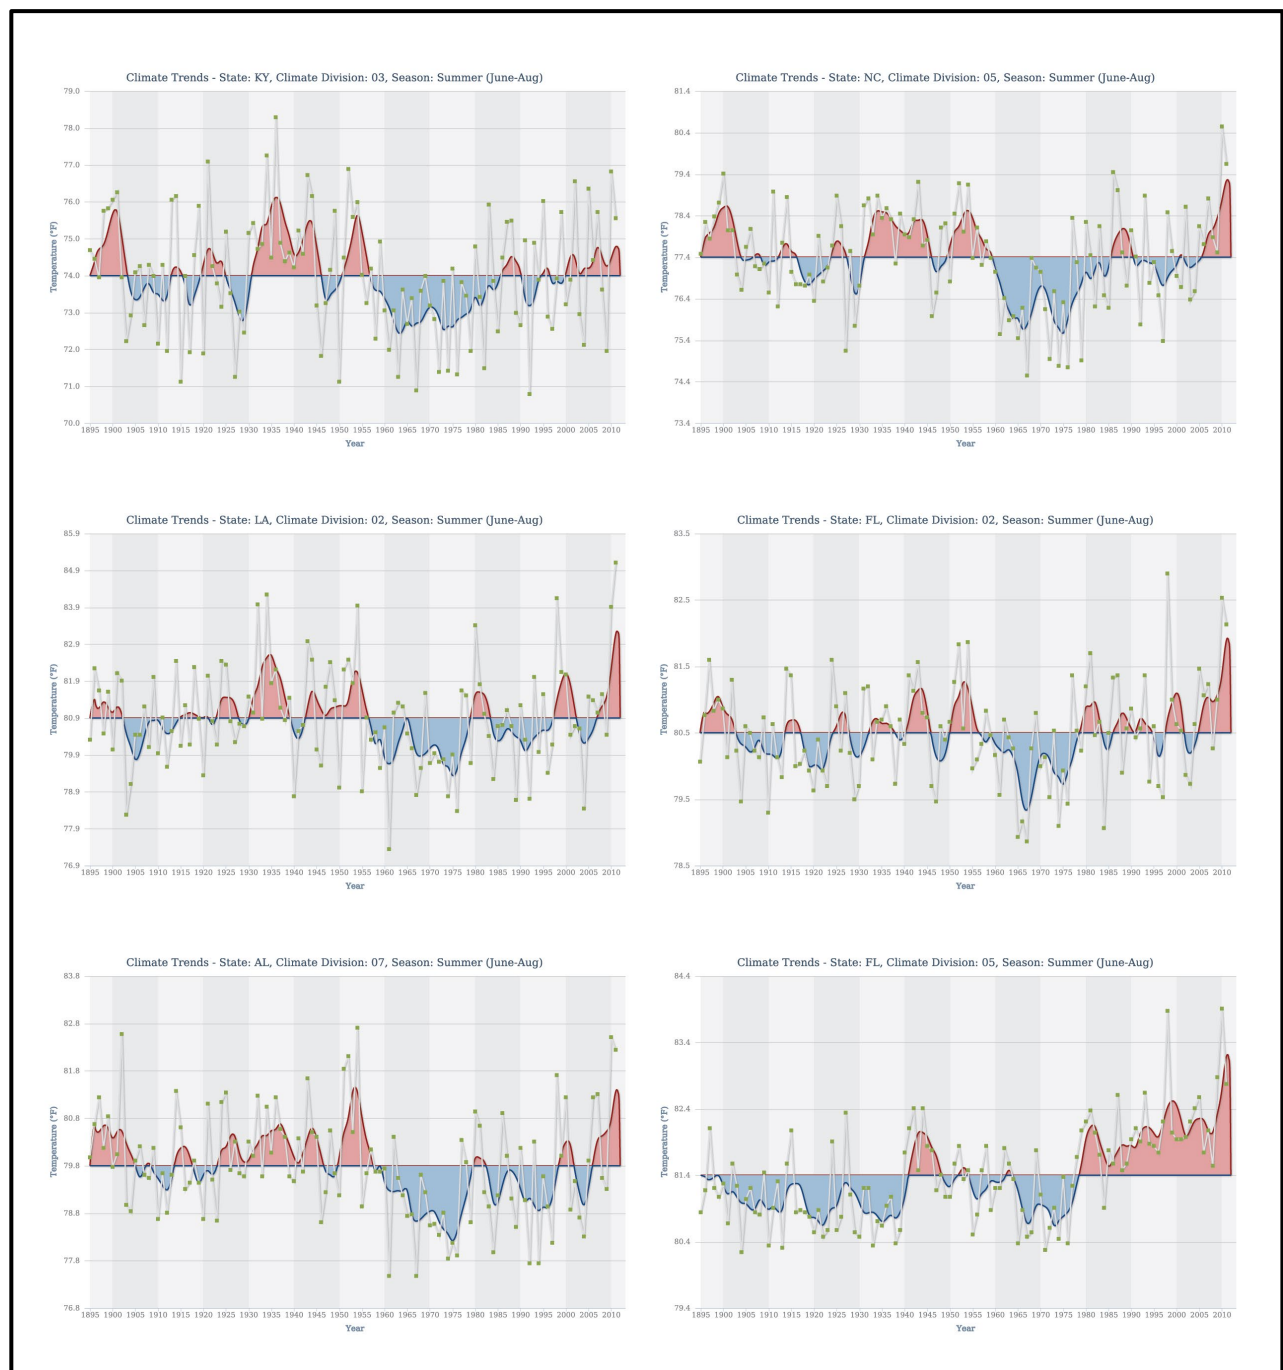 Climate Trends - State: KY, Climate Division: 03, Season: Summer (June-Aug)
79.0
78.0
77.0
76.0
75.0
74.0
73.0
72.0
71.0
70.0
Temperature (°F)
1895 1900 1905 1910 1915 1920 1925 1930 1935 1940 1945 1950 1955 1960 1965 1970 1975 1980 1985 1990 1995 2000 2005 2010
Year
Climate Trends - State: NC, Climate Division: 05, Season: Summer (June-Aug)
81.4
80.4
79.4
78.4
77.4
76.4
75.4
74.4
73.4
Temperature (°F)
1895 1900 1905 1910 1915 1920 1925 1930 1935 1940 1945 1950 1955 1960 1965 1970 1975 1980 1985 1990 1995 2000 2005 2010
Year
Climate Trends - State: LA, Climate Division: 02, Season: Summer (June-Aug)
85.9
84.9
83.9
82.9
81.9
80.9
79.9
78.9
77.9
76.9
Temperature (°F)
1895 1900 1905 1910 1915 1920 1925 1930 1935 1940 1945 1950 1955 1960 1965 1970 1975 1980 1985 1990 1995 2000 2005 2010
Year
Climate Trends - State: FL, Climate Division: 02, Season: Summer (June-Aug)
83.5
82.5
81.5
80.5
79.5
78.5
Temperature (°F)
1895 1900 1905 1910 1915 1920 1925 1930 1935 1940 1945 1950 1955 1960 1965 1970 1975 1980 1985 1990 1995 2000 2005 2010
Year
Climate Trends - State: AL, Climate Division: 07, Season: Summer (June-Aug)
83.8
82.8
81.8
80.8
79.8
78.8
77.8
76.8
Temperature (°F)
1895 1900 1905 1910 1915 1920 1925 1930 1935 1940 1945 1950 1955 1960 1965 1970 1975 1980 1985 1990 1995 2000 2005 2010
Year
Climate Trends - State: FL, Climate Division: 05, Season: Summer (June-Aug)
84.4
83.4
82.4
81.4
80.4
79.4
Temperature (°F)
1895 1900 1905 1910 1915 1920 1925 1930 1935 1940 1945 1950 1955 1960 1965 1970 1975 1980 1985 1990 1995 2000 2005 2010
Year